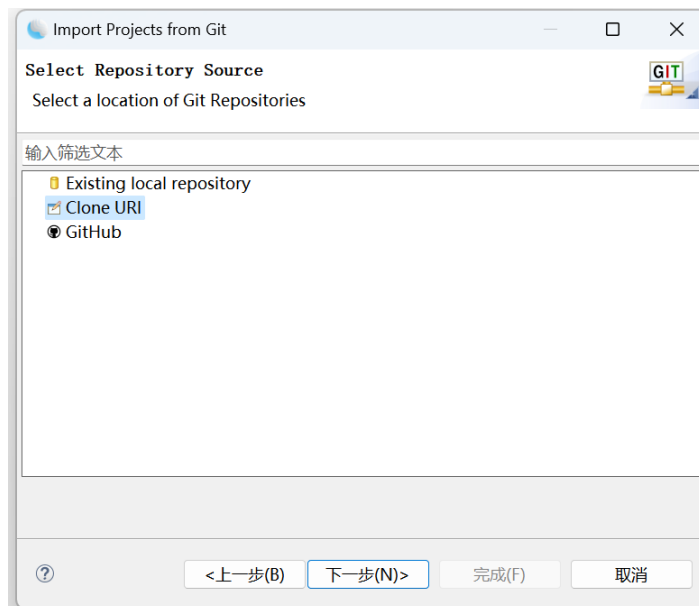 Import Projects from Git
Select Repository Source
Select a location of Git Repositories
GIT
输入筛选文本
Existing local repository
Clone URI
GitHub
<上一步(B) 下一步(N)> 完成(F) 取消